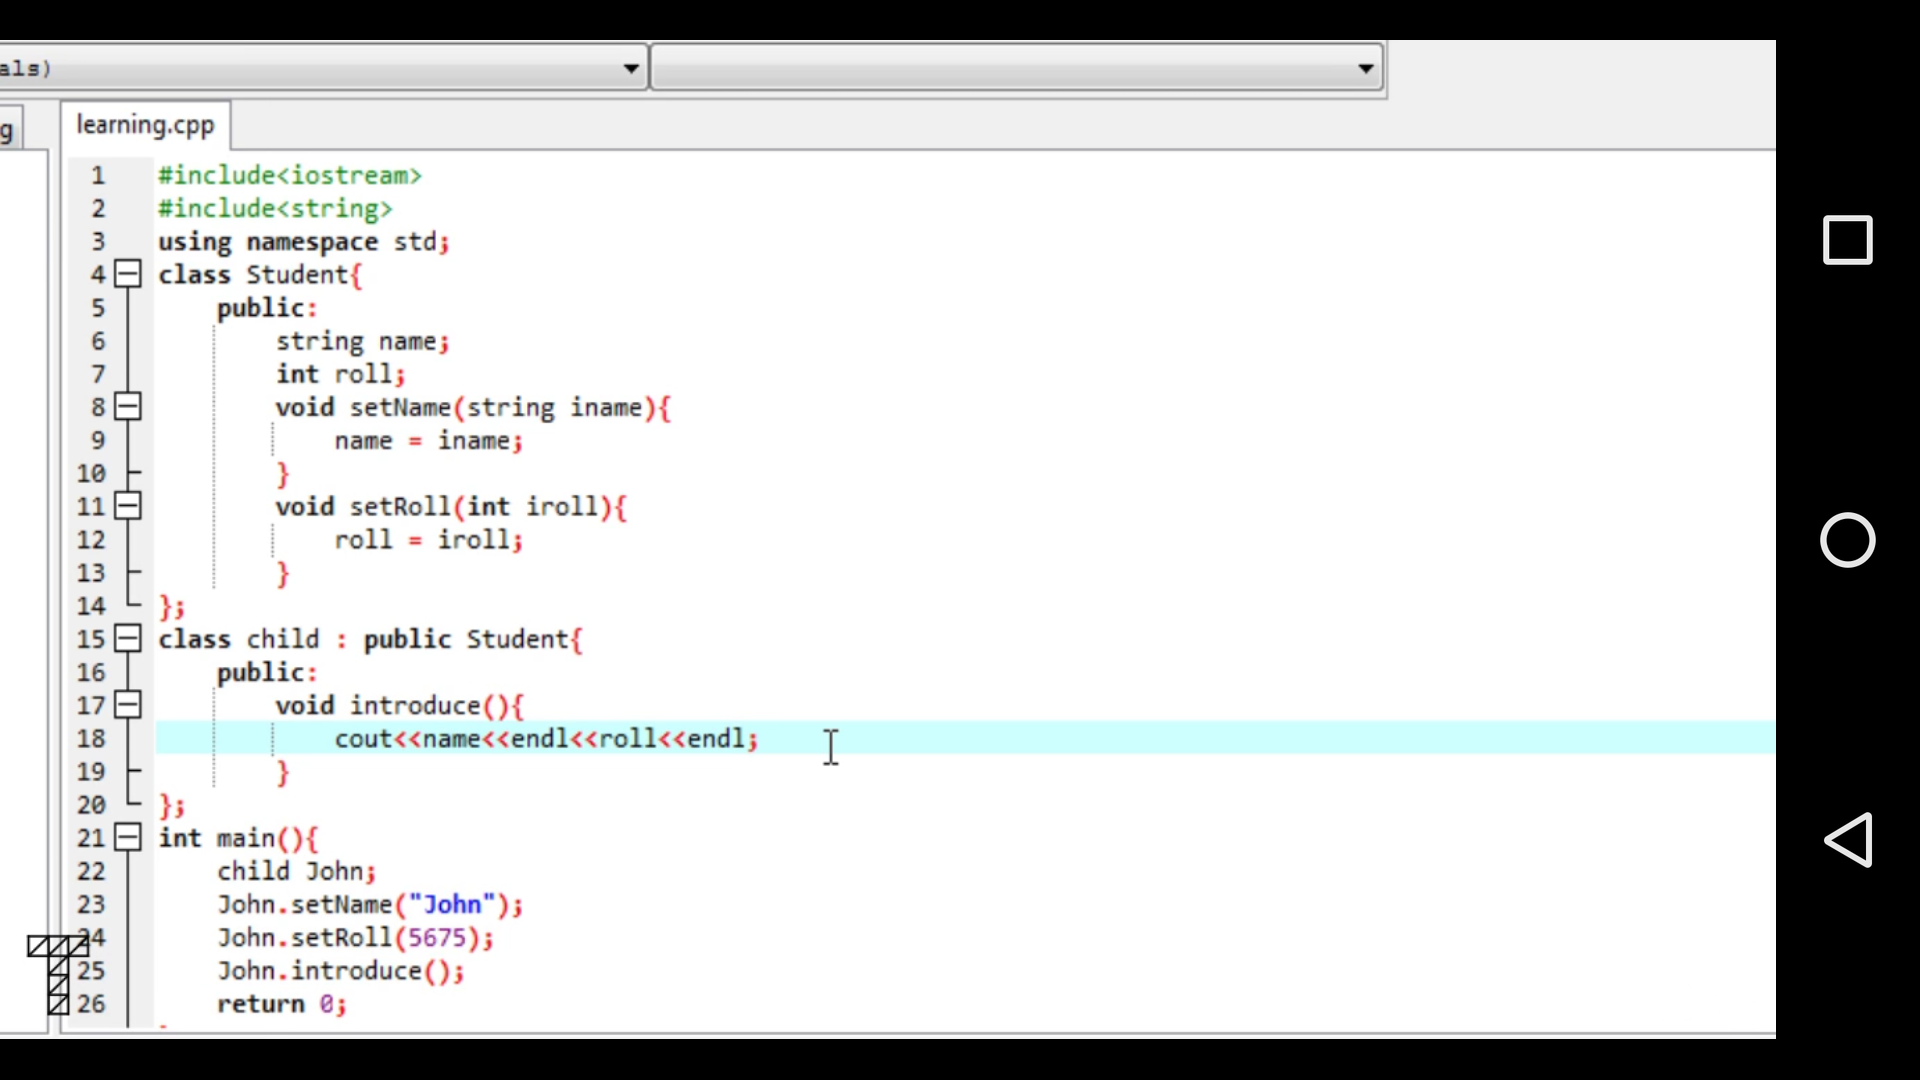 als)
g
learning.cpp
1 #include<iostream>
2 #include<string>
3 using namespace std;
4 class Student{
5 public:
6 string name;
7 int roll;
8 void setName(string iname){
9 name = iname;
10 }
11 void setRoll(int iroll){
12 roll = iroll;
13 }
14 };
15 class child : public Student{
16 public:
17 void introduce(){
18 cout<<name<<endl<<roll<<endl;
19 }
20 };
21 int main(){
22 child John;
23 John.setName("John");
24 John.setRoll(5675);
25 John.introduce();
26 return 0;